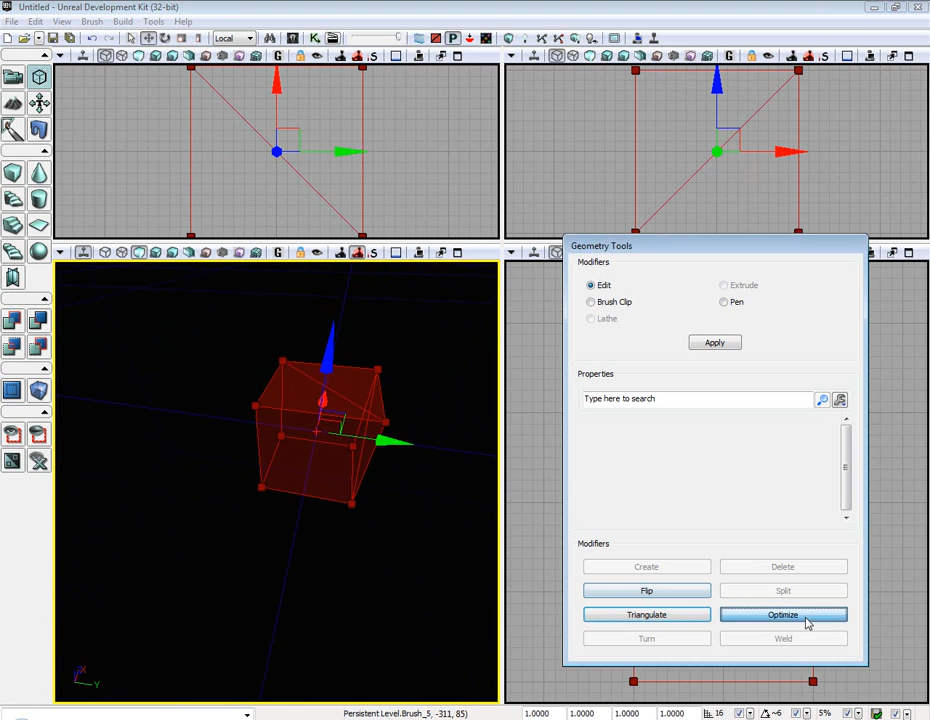 Untitled - Unreal Development Kit (32-bit)
File Edit View Brush Build Tools Help
Local
G S
G S
G S
Geometry Tools
Modifiers
Edit Extrude
Brush Clip Pen
Lathe
Apply
Properties
Type here to search
Modifiers
Create Delete
Flip Split
Triangulate Optimize
Turn Weld
X
Y
Persistent Level.Brush_5, -311, 85) 1.0000 1.0000 1.0000 1.0000 16 ~6 5%